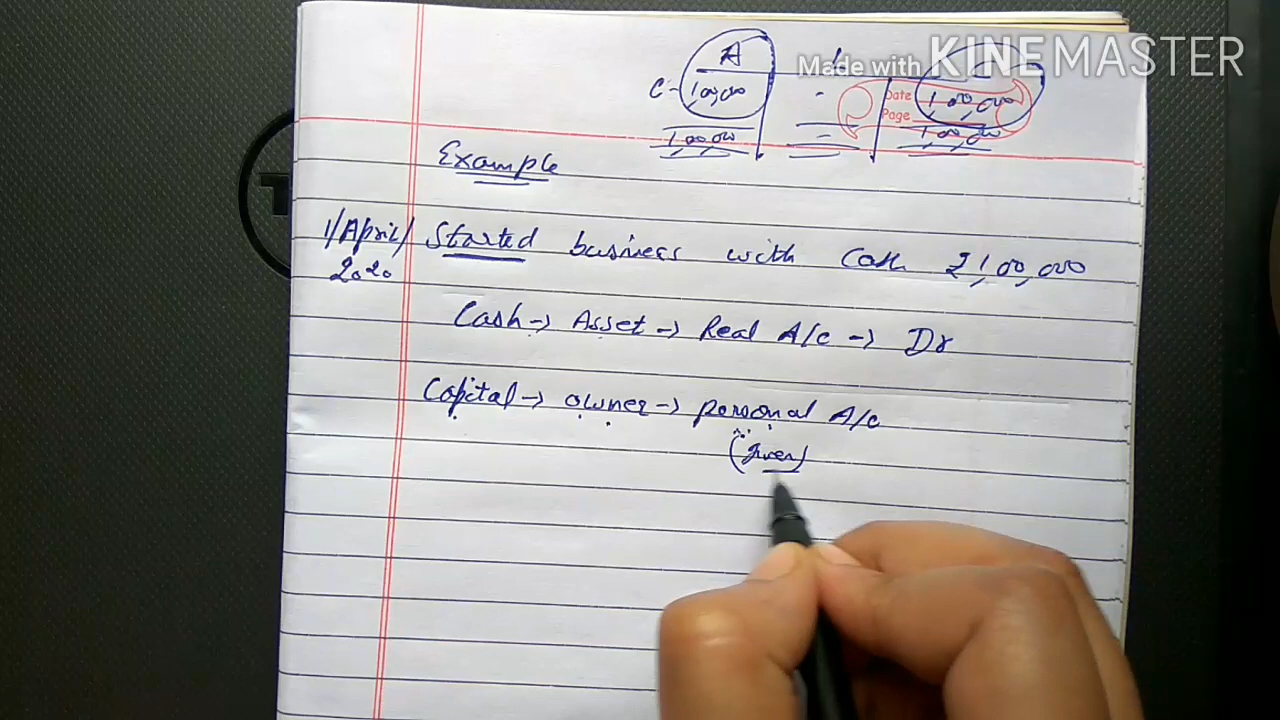 Made with KINEMASTER
A L
C - 1,00,000 - Date 1,00,000
Page
1,00,000 = 1,00,000
Example
1/April/ Started business with Cash ₹1,00,000
2020
Cash → Asset → Real A/c → Dr
Capital → owner → personal A/c
(Giver)